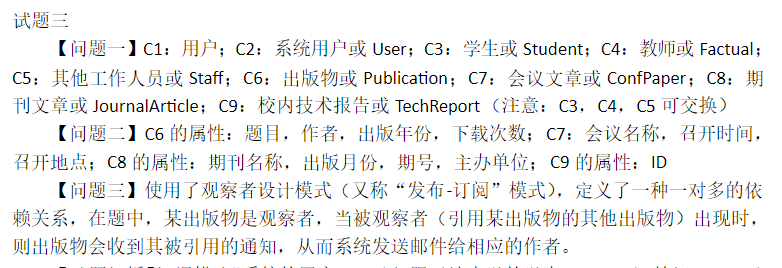 试题三
【问题一】C1：用户；C2：系统用户或 User；C3：学生或 Student；C4：教师或 Factual；
C5：其他工作人员或 Staff；C6：出版物或 Publication；C7：会议文章或 ConfPaper；C8：期
刊文章或 JournalArticle；C9：校内技术报告或 TechReport（注意：C3，C4，C5 可交换）
【问题二】C6 的属性：题目，作者，出版年份，下载次数；C7：会议名称，召开时间，
召开地点；C8 的属性：期刊名称，出版月份，期号，主办单位；C9 的属性：ID
【问题三】使用了观察者设计模式（又称“发布-订阅”模式），定义了一种一对多的依
赖关系，在题中，某出版物是观察者，当被观察者（引用某出版物的其他出版物）出现时，
则出版物会收到其被引用的通知，从而系统发送邮件给相应的作者。